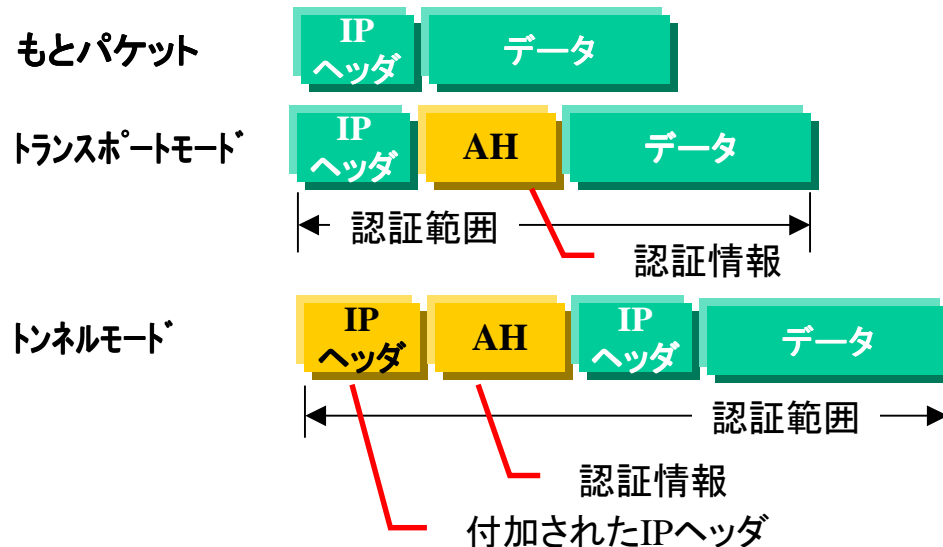 もとパケット
IP
ヘッダ
データ
トランスポートモード
IP
ヘッダ
AH
データ
認証範囲
認証情報
トンネルモード
IP
ヘッダ
AH
IP
ヘッダ
データ
認証範囲
認証情報
付加されたIPヘッダ